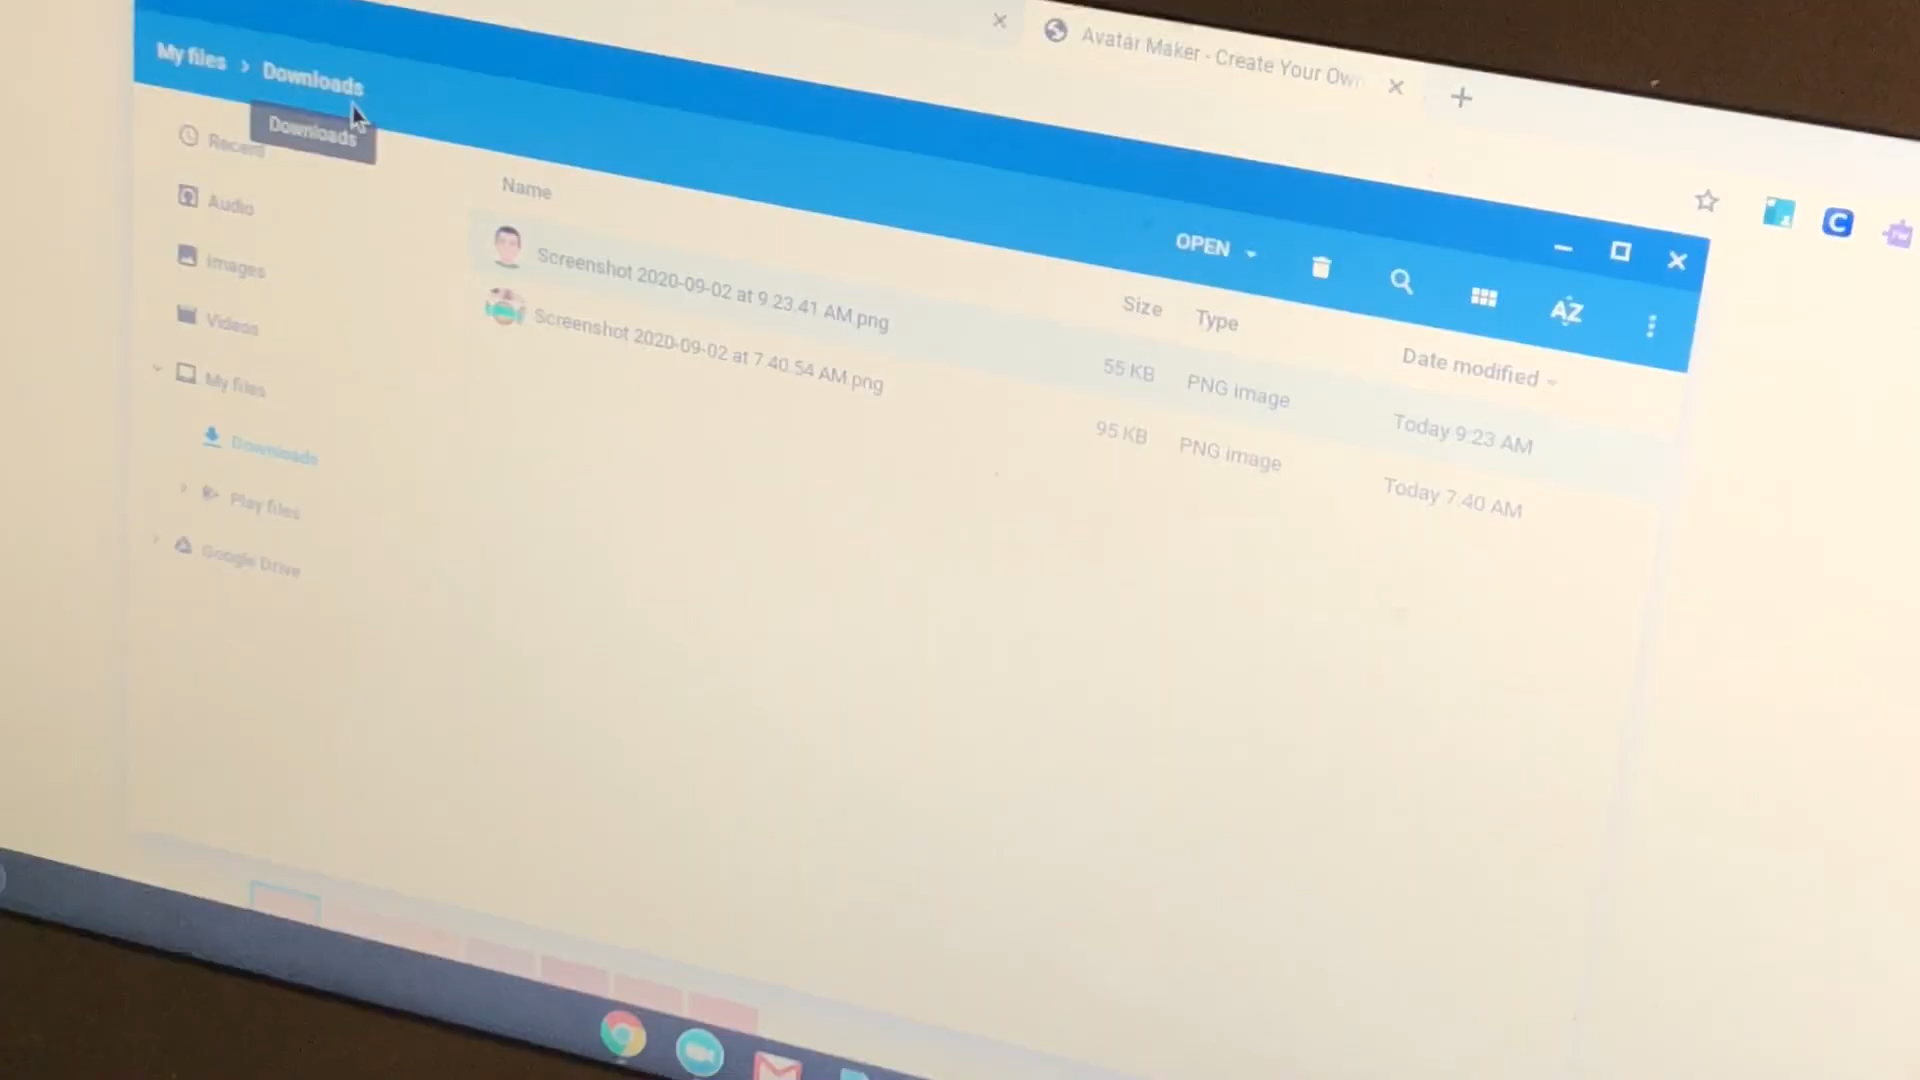 Avatar Maker - Create Your Own
My files > Downloads
Downloads
Recent
Audio
Images
Videos
My files
Downloads
Play files
Google Drive
OPEN
AZ
Name
Size
Type
Date modified
Screenshot 2020-09-02 at 9.23.41 AM.png
55 KB
PNG image
Today 9:23 AM
Screenshot 2020-09-02 at 7.40.54 AM.png
95 KB
PNG image
Today 7:40 AM
C
rw